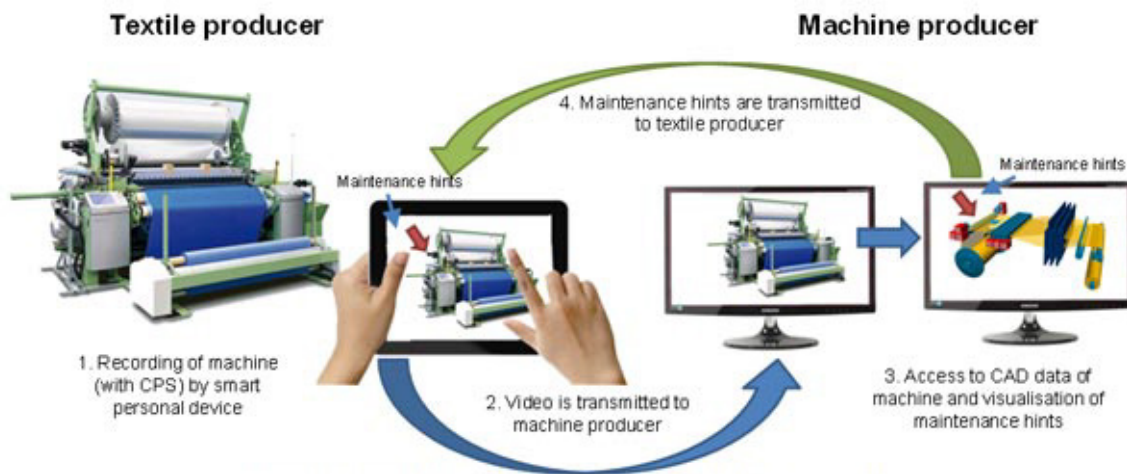 Textile producer
Machine producer
4. Maintenance hints are transmitted
to textile producer
Maintenance hints
Maintenance hints
1. Recording of machine
(with CPS) by smart
personal device
2. Video is transmitted to
machine producer
3. Access to CAD data of
machine and visualisation of
maintenance hints